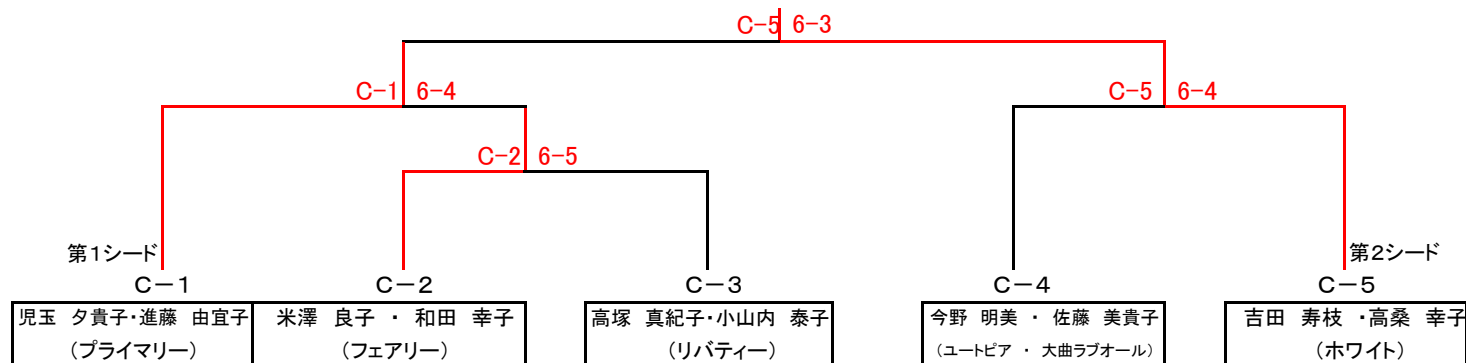 C-5 6-3
C-1 6-4
C-5 6-4
C-2 6-5
第1シード
第2シード
C-1
C-2
C-3
C-4
C-5
児玉 夕貴子・進藤 由宜子
米澤 良子 ・ 和田 幸子
高塚 真紀子・小山内 泰子
今野 明美 ・ 佐藤 美貴子
吉田 寿枝 ・高桑 幸子
（プライマリー）
（フェアリー）
（リバティー）
（ユートピア ・ 大曲ラブオール）
（ホワイト）